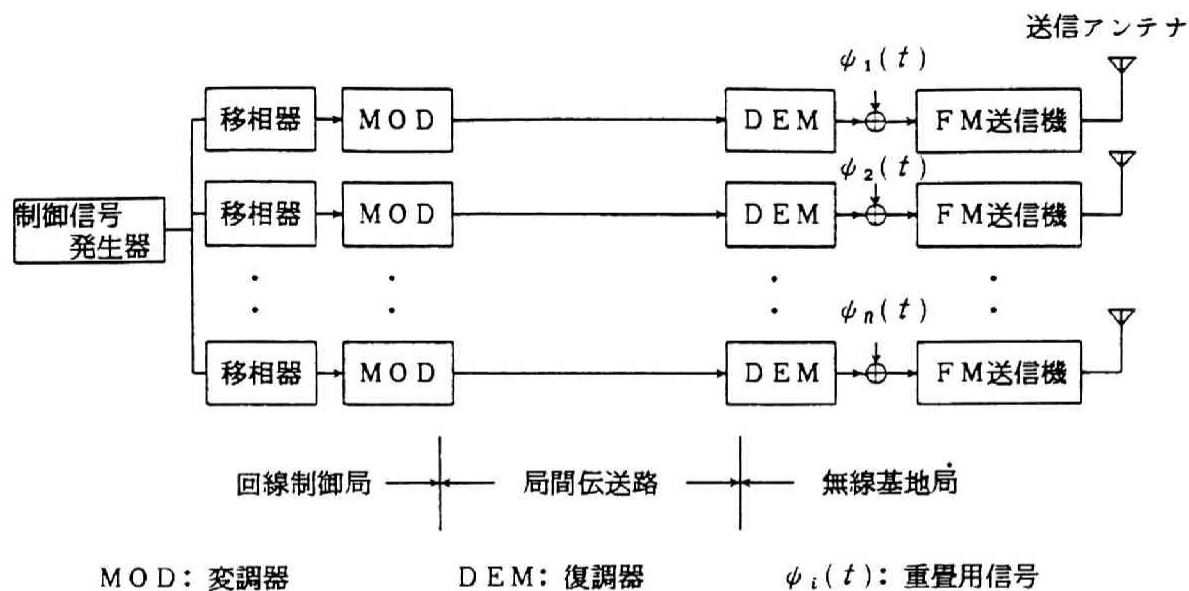 送信アンテナ
ψ₁(t)
移相器 MOD DEM FM送信機
ψ₂(t)
制御信号
発生器
移相器 MOD DEM FM送信機
ψn(t)
移相器 MOD DEM FM送信機
回線制御局 局間伝送路 無線基地局
MOD: 変調器 DEM: 復調器 ψi(t): 重畳用信号